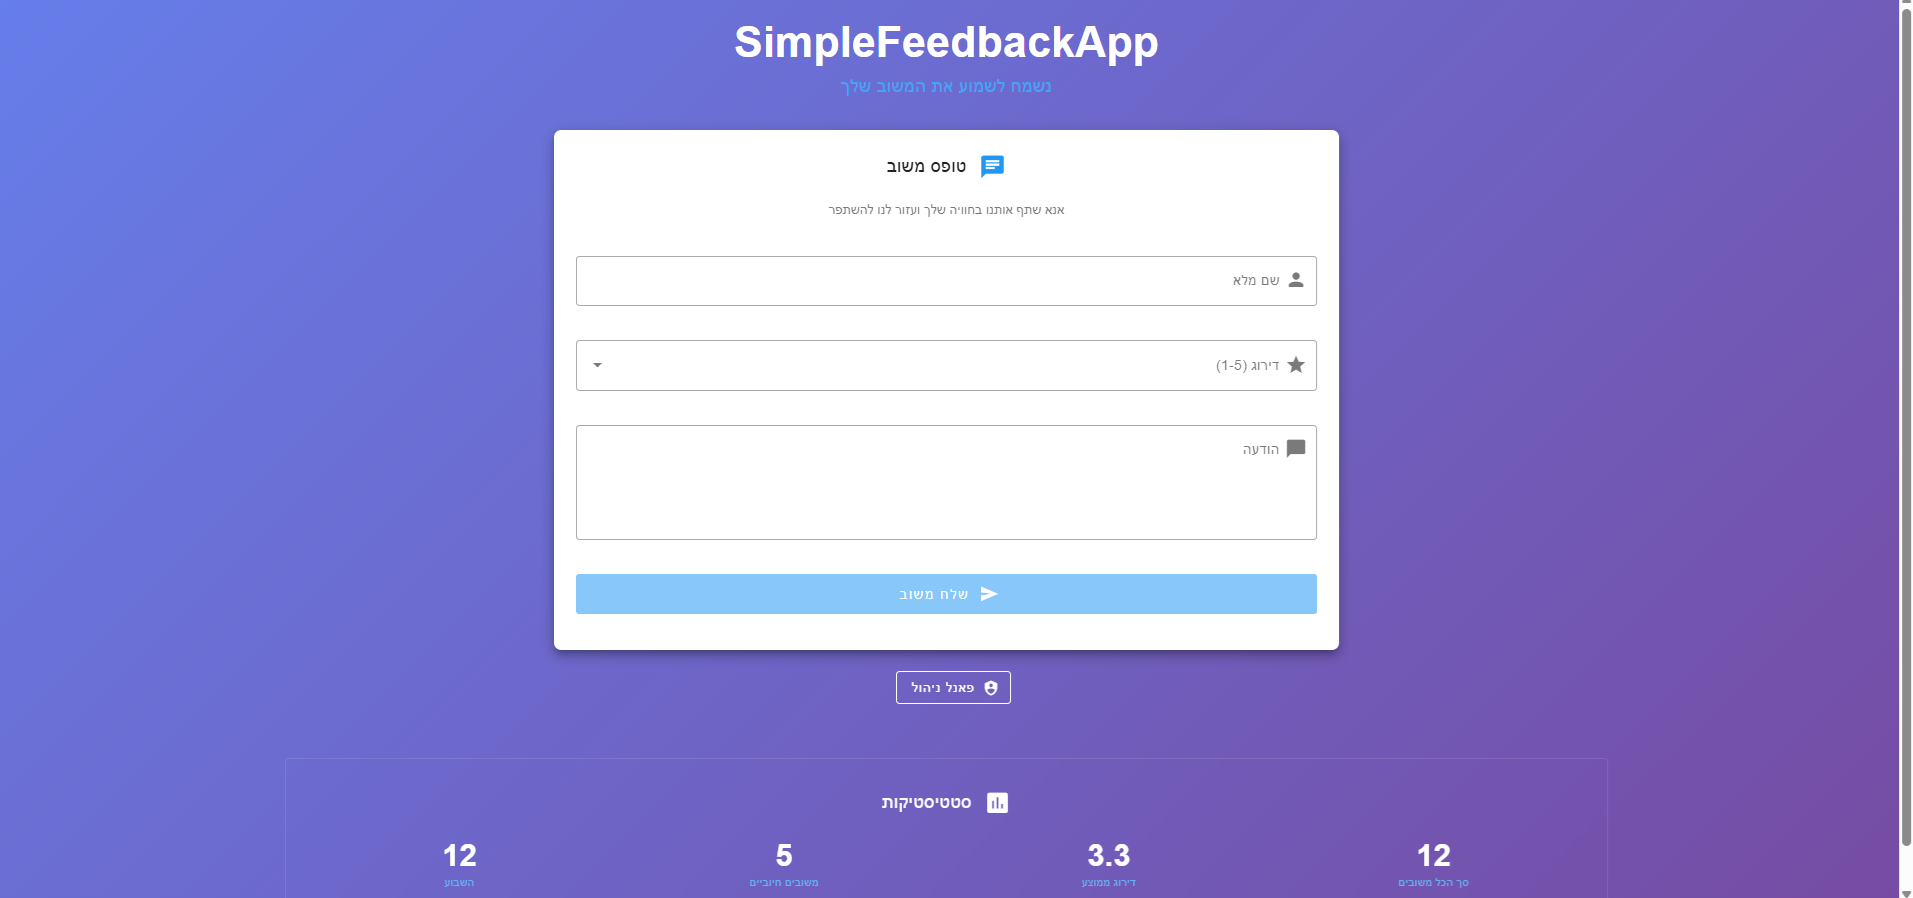 SimpleFeedbackApp
נשמח לשמוע את המשוב שלך
טופס משוב
אנא שתף אותנו בחוויה שלך ועזור לנו להשתפר
שם מלא
דירוג (1-5)
הודעה
שלח משוב
פאנל ניהול
סטטיסטיקות
12 3.3 5 12
סך הכל משובים דירוג ממוצע משובים חיוביים השבוע